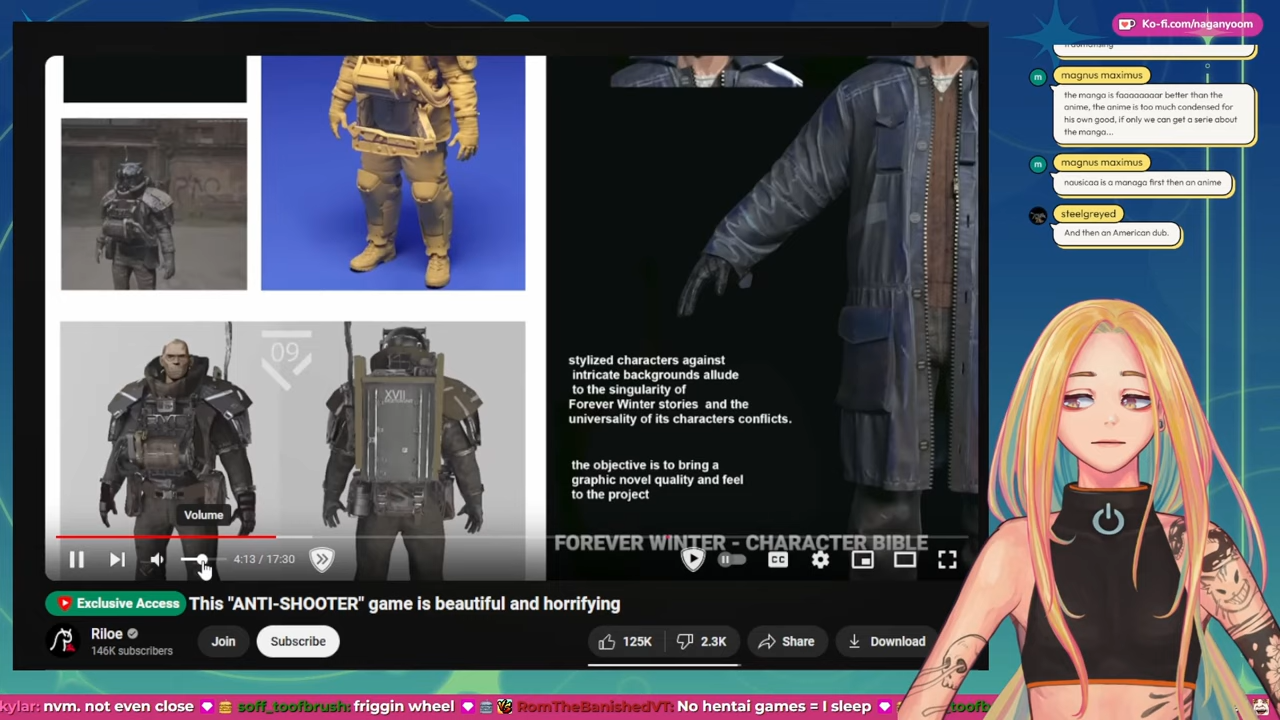 Ko-fi.com/naganyoom
magnus maximus
the manga is faaaaaaar better than the
anime, the anime is too much condensed for
his own good, if only we can get a serie about
the manga...
magnus maximus
nausicaa is a managa first then an anime
steelgreyed
And then an American dub.
09
XVII
stylized characters against
intricate backgrounds allude
to the singularity of
Forever Winter stories and the
universality of its characters conflicts.
the objective is to bring a
graphic novel quality and feel
to the project
FOREVER WINTER - CHARACTER BIBLE
Volume
4:13 / 17:30
CC
Exclusive Access This "ANTI-SHOOTER" game is beautiful and horrifying
Riloe
146K subscribers
Join
Subscribe
125K
2.3K
Share
Download
kylar: nvm. not even close soff_toofbrush: friggin wheel RomTheBanishedVT: No hentai games = I sleep